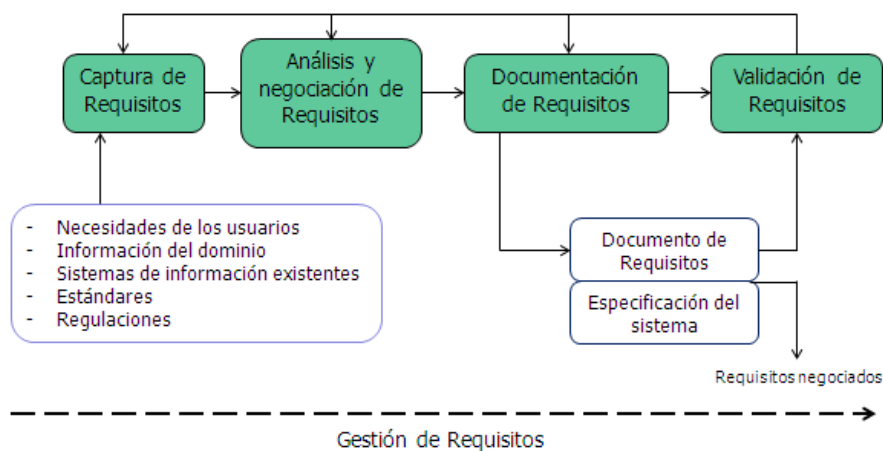 Captura de
Requisitos
Análisis y
negociación de
Requisitos
Documentación
de Requisitos
Validación de
Requisitos
- Necesidades de los usuarios
- Información del dominio
- Sistemas de información existentes
- Estándares
- Regulaciones
Documento de
Requisitos
Especificación del
sistema
Requisitos negociados
Gestión de Requisitos